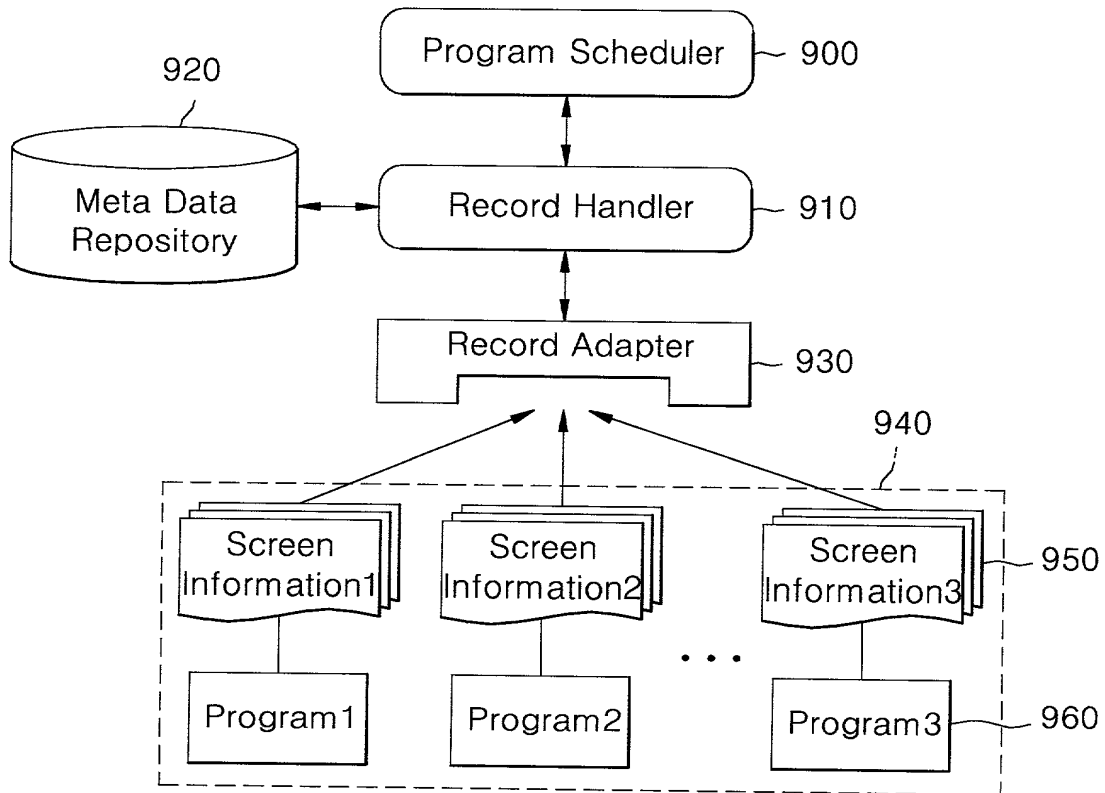 Program Scheduler
900
920
Meta Data
Repository
Record Handler
910
Record Adapter
930
940
Screen
Information1
Screen
Information2
Screen
Information3
950
Program1
Program2
Program3
960